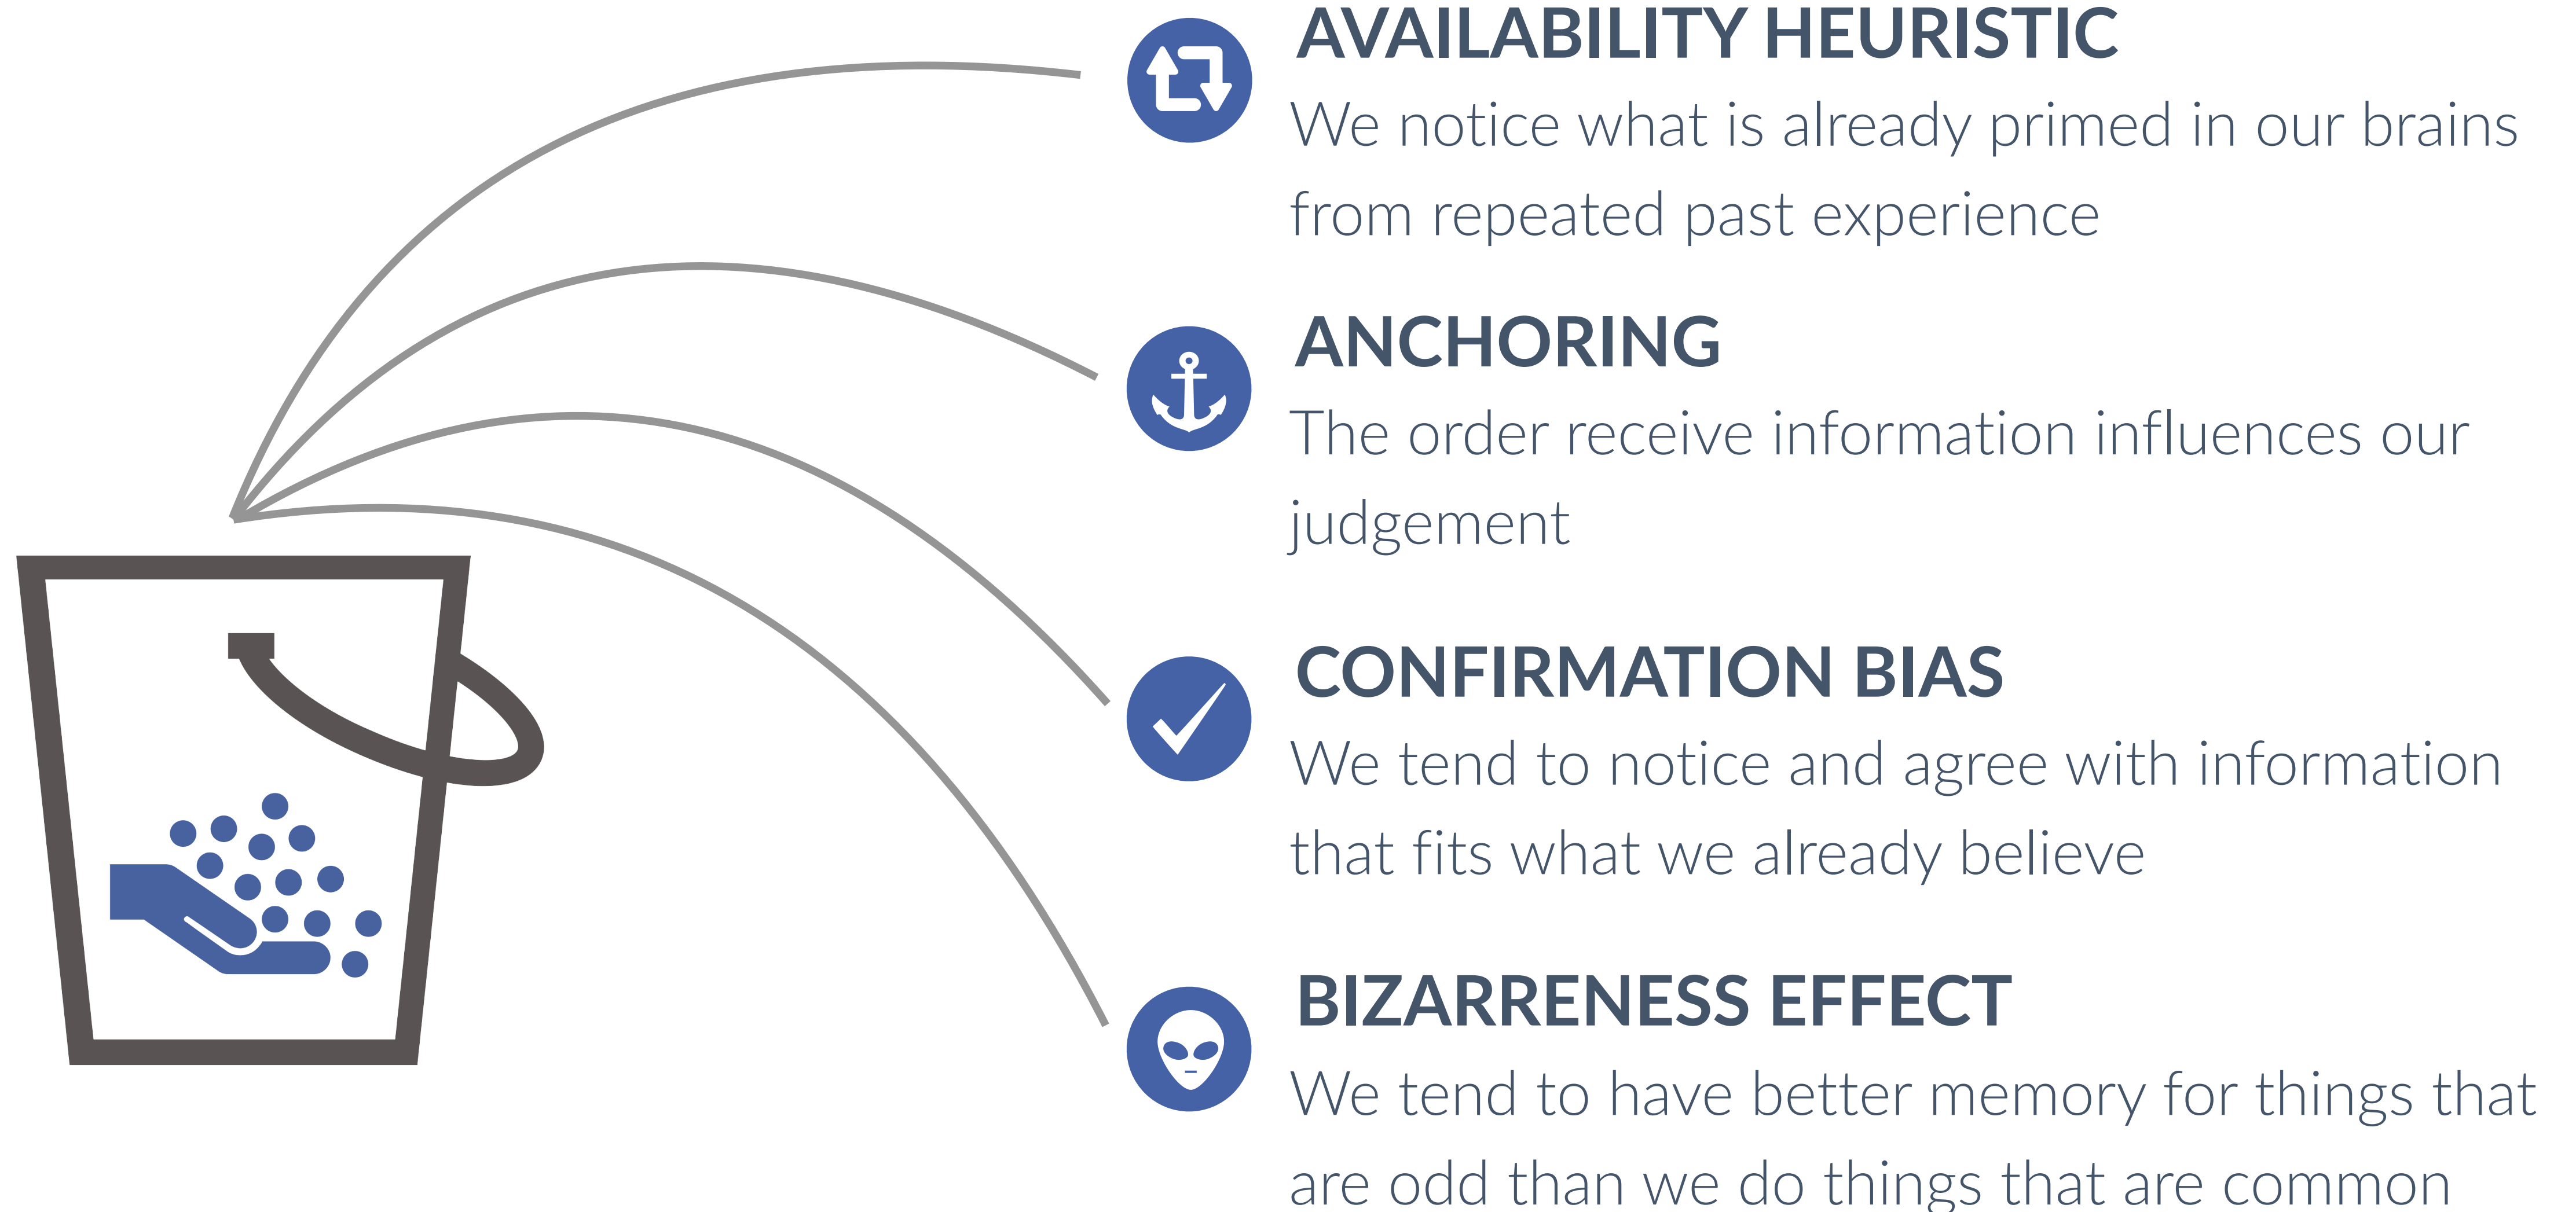 AVAILABILITY HEURISTIC
We notice what is already primed in our brains
from repeated past experience
ANCHORING
The order receive information influences our
judgement
CONFIRMATION BIAS
We tend to notice and agree with information
that fits what we already believe
BIZARRENESS EFFECT
We tend to have better memory for things that
are odd than we do things that are common